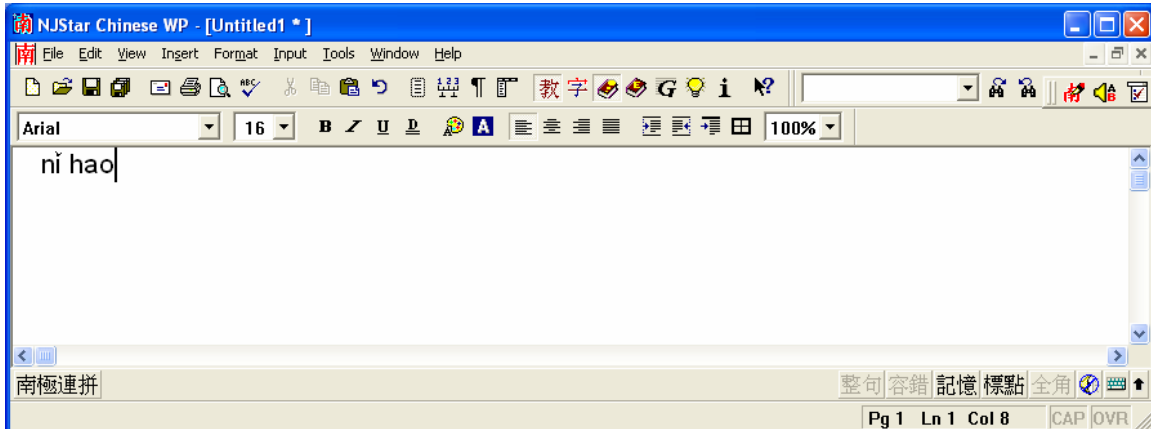 NJStar Chinese WP - [Untitled1 * ]
File Edit View Insert Format Input Tools Window Help
教 字 G i
Arial 16 B I U D A 100%
nǐ hao
南極連拼 整句 容錯 記憶 標點 全角
Pg 1 Ln 1 Col 8 CAP OVR